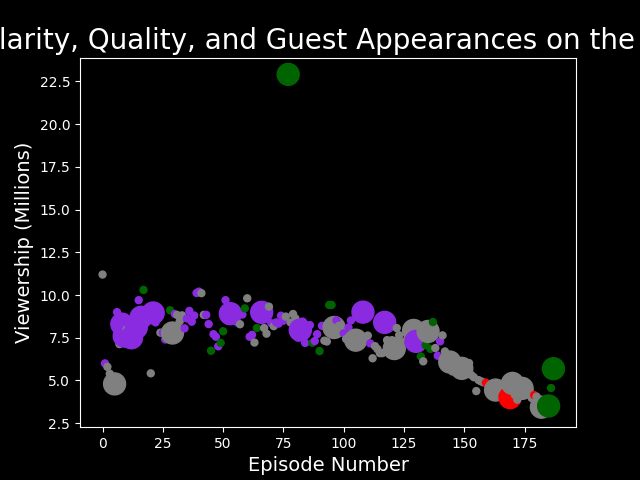 larity, Quality, and Guest Appearances on the
22.5
20.0
17.5
15.0
12.5
10.0
7.5
5.0
2.5
Viewership (Millions)
0 25 50 75 100 125 150 175
Episode Number